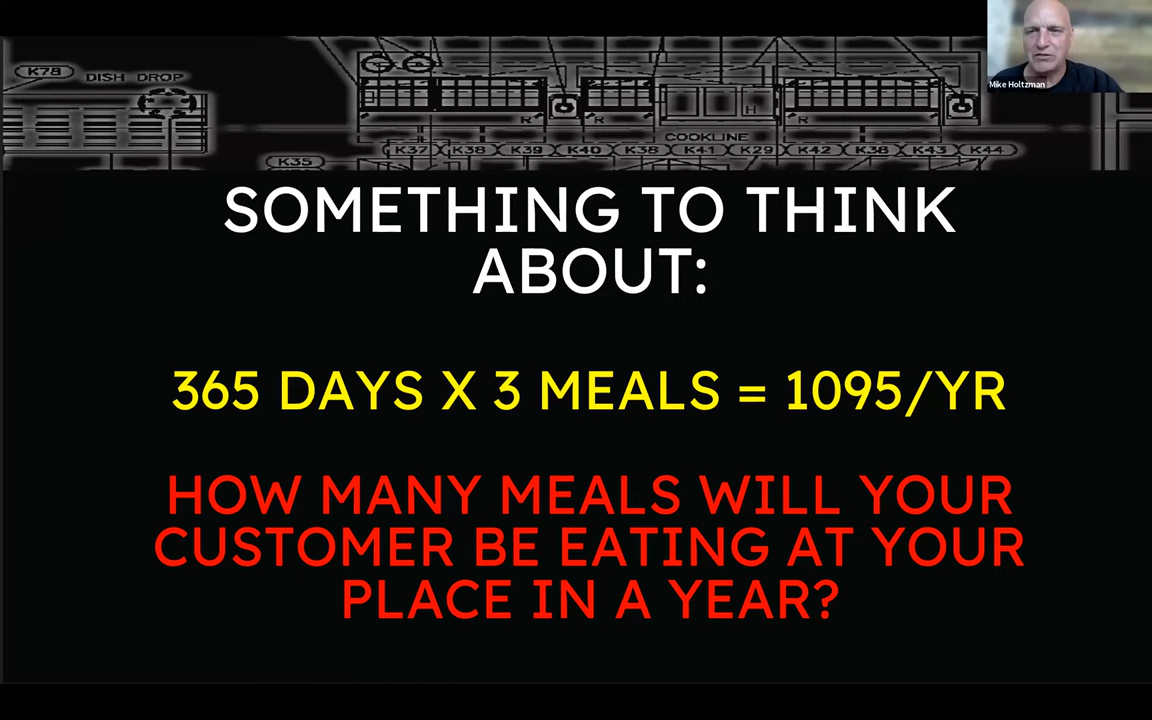 K78
DISH DROP
R
R
H
R
COOKLINE
K35
K37 K38 K39 K40 K38 K41 K29 K42 K38 K43 K44
Mike Holtzman
SOMETHING TO THINK
ABOUT:
365 DAYS X 3 MEALS = 1095/YR
HOW MANY MEALS WILL YOUR
CUSTOMER BE EATING AT YOUR
PLACE IN A YEAR?